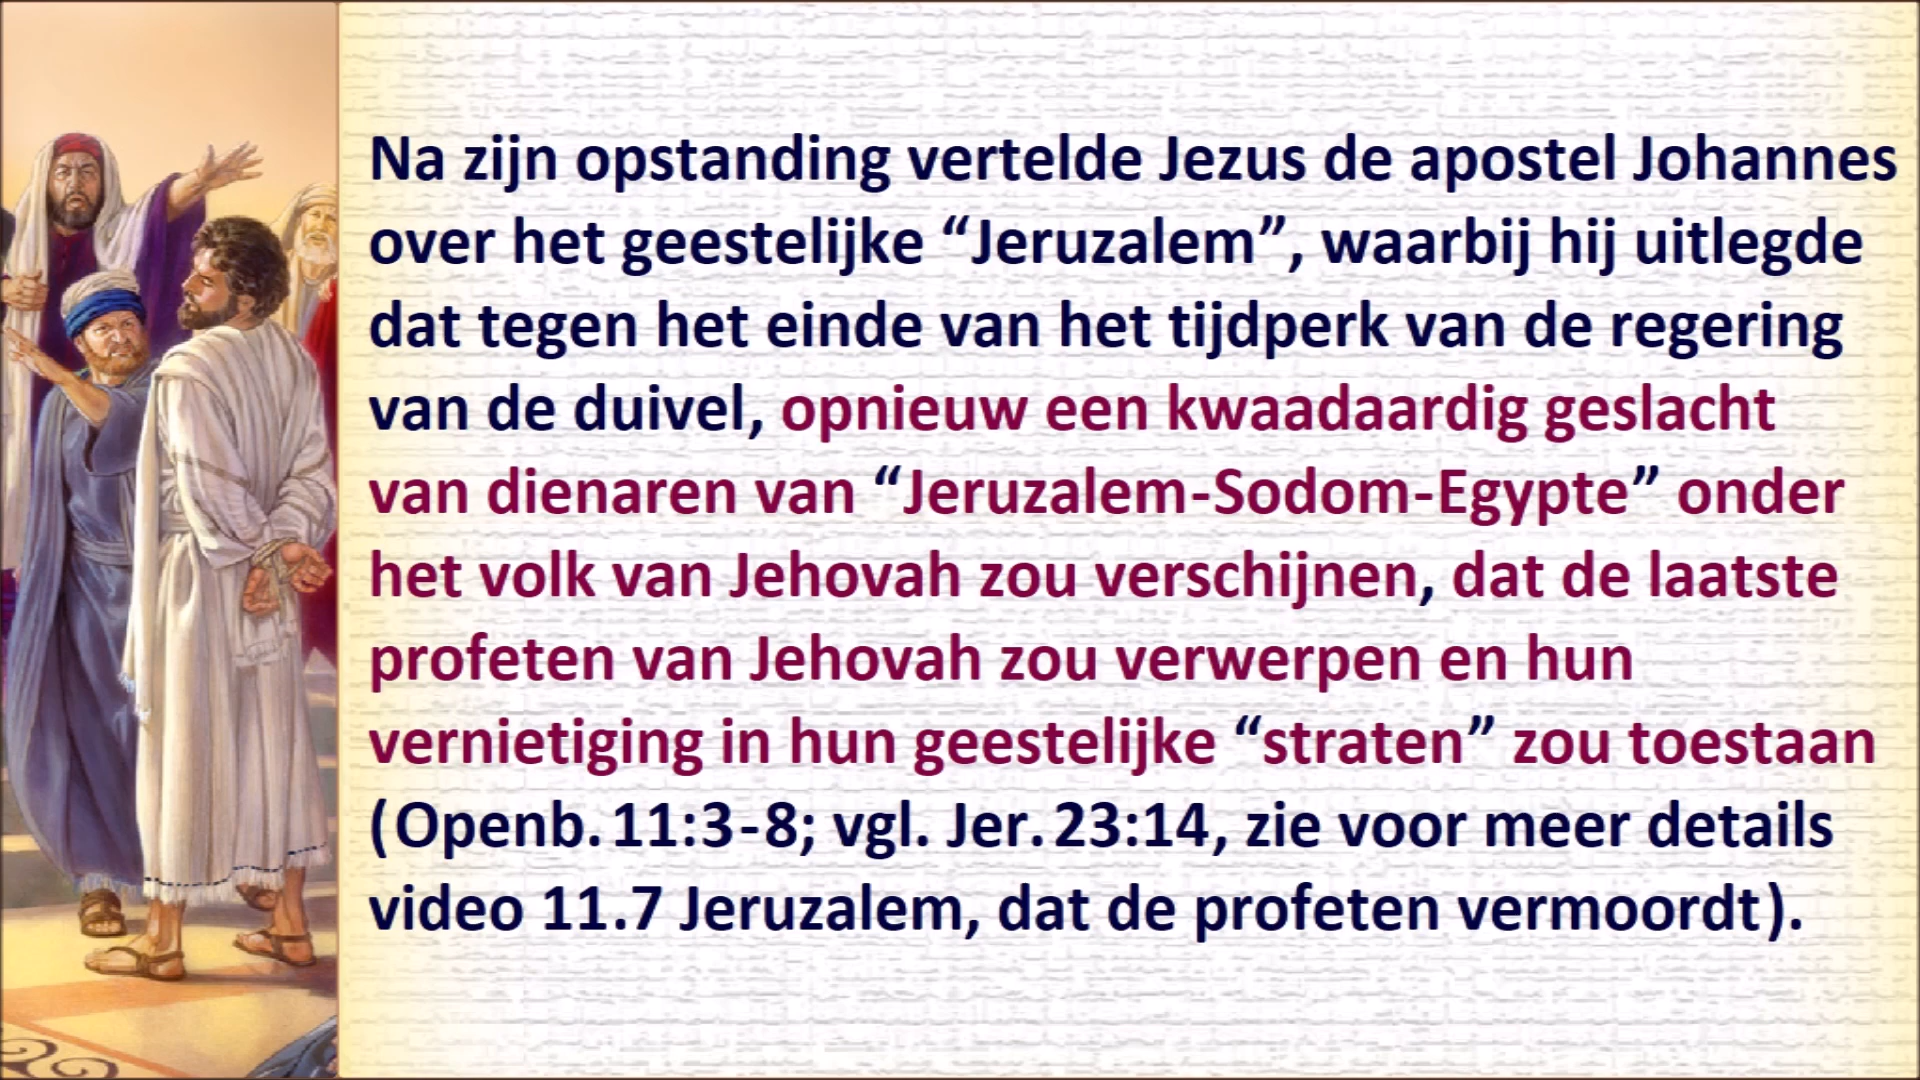 Na zijn opstanding vertelde Jezus de apostel Johannes
over het geestelijke “Jeruzalem”, waarbij hij uitlegde
dat tegen het einde van het tijdperk van de regering
van de duivel, opnieuw een kwaadaardig geslacht
van dienaren van “Jeruzalem-Sodom-Egypte” onder
het volk van Jehovah zou verschijnen, dat de laatste
profeten van Jehovah zou verwerpen en hun
vernietiging in hun geestelijke “straten” zou toestaan
(Openb. 11:3-8; vgl. Jer. 23:14, zie voor meer details
video 11.7 Jeruzalem, dat de profeten vermoordt).